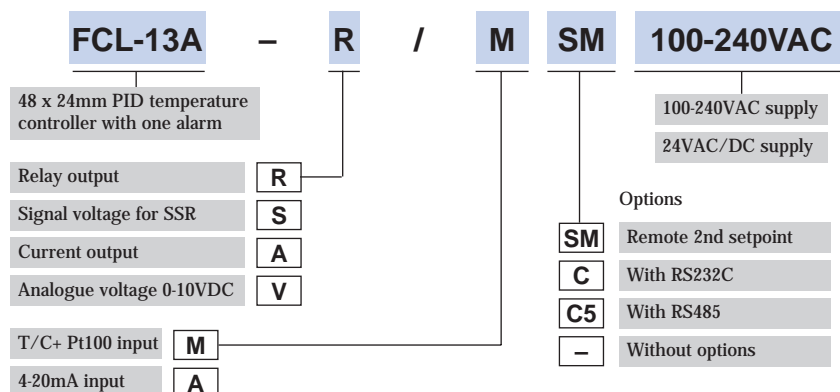 FCL-13A – R / M SM 100-240VAC
48 x 24mm PID temperature
controller with one alarm
100-240VAC supply
24VAC/DC supply
Relay output R
Signal voltage for SSR S
Current output A
Analogue voltage 0-10VDC V
T/C+ Pt100 input M
4-20mA input A
Options
SM Remote 2nd setpoint
C With RS232C
C5 With RS485
– Without options